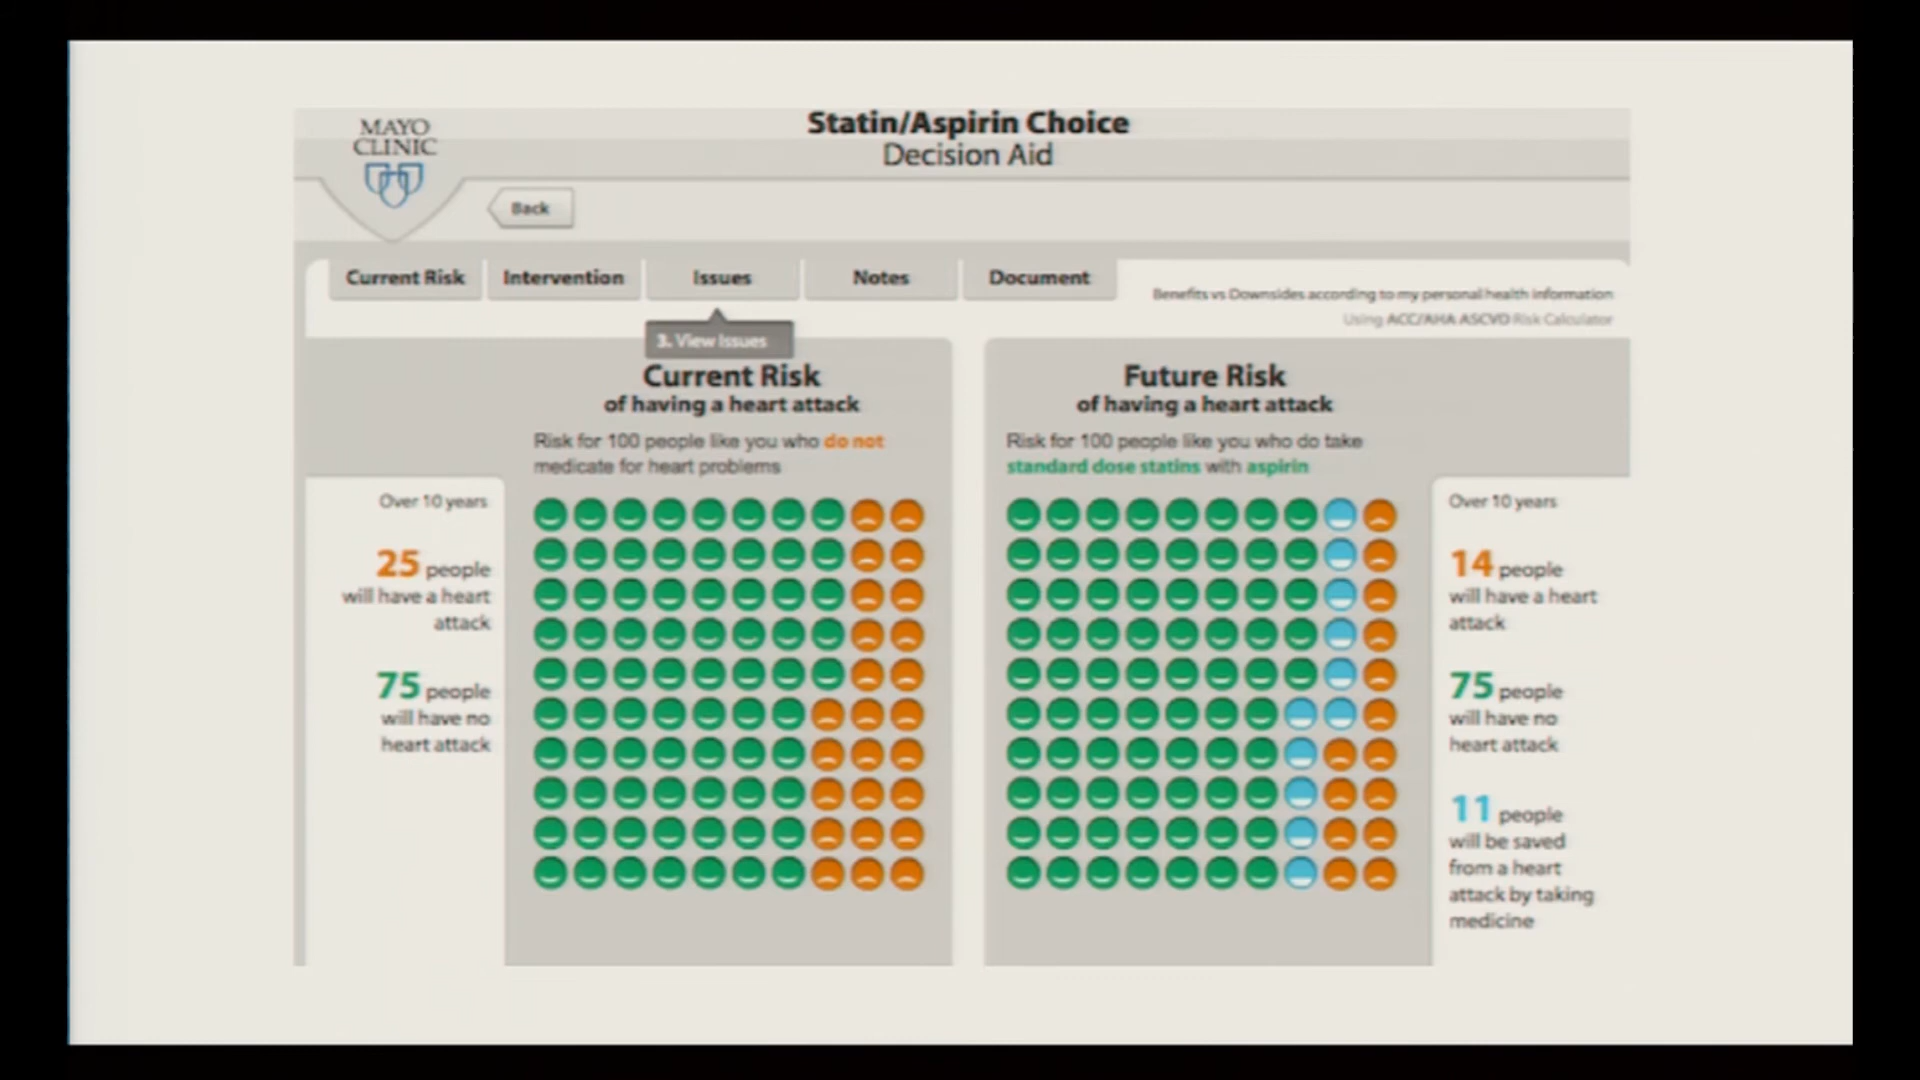 MAYO
CLINIC
Statin/Aspirin Choice
Decision Aid
Back
Current Risk
Intervention
Issues
Notes
Document
Benefits vs Downsides according to my personal health information
Using ACC/AHA ASCVD Risk Calculator
3. View Issues
Current Risk
of having a heart attack
Risk for 100 people like you who do not
medicate for heart problems
Over 10 years
25 people
will have a heart
attack
75 people
will have no
heart attack
Future Risk
of having a heart attack
Risk for 100 people like you who do take
standard dose statins with aspirin
Over 10 years
14 people
will have a heart
attack
75 people
will have no
heart attack
11 people
will be saved
from a heart
attack by taking
medicine